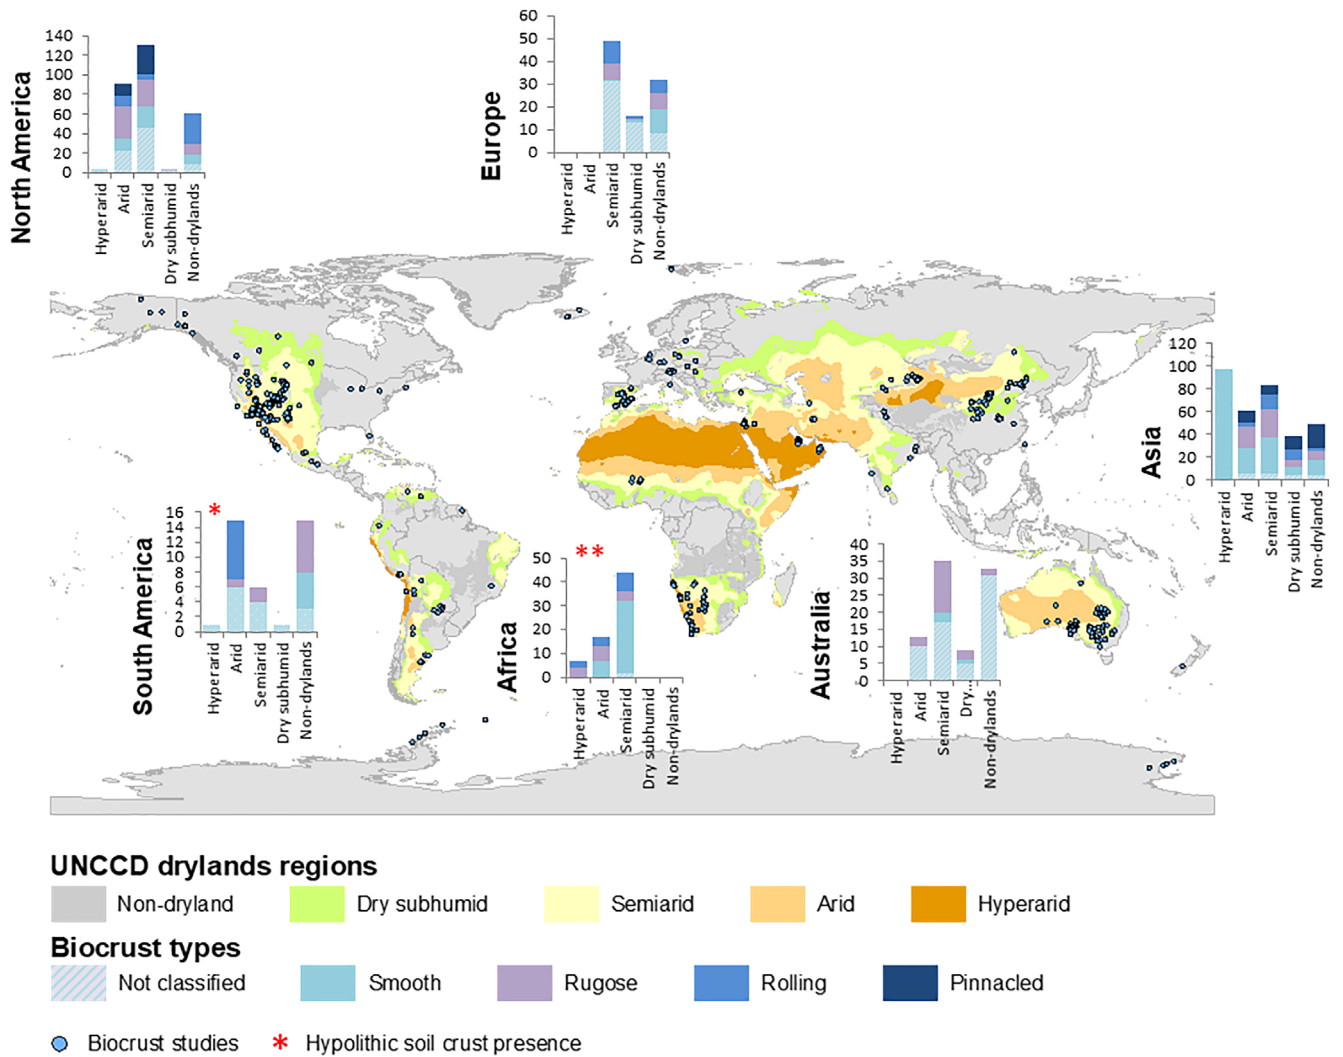 North America
140
120
100
80
60
40
20
0
Hyperarid
Arid
Semiarid
Dry subhumid
Non-drylands
Europe
60
50
40
30
20
10
0
Hyperarid
Arid
Semiarid
Dry subhumid
Non-drylands
Asia
120
100
80
60
40
20
0
Hyperarid
Arid
Semiarid
Dry subhumid
Non-drylands
South America
*
16
14
12
10
8
6
4
2
0
Hyperarid
Arid
Semiarid
Dry subhumid
Non-drylands
Africa
**
50
40
30
20
10
0
Hyperarid
Arid
Semiarid
Dry subhumid
Non-drylands
Australia
40
35
30
25
20
15
10
5
0
Hyperarid
Arid
Semiarid
Dry...
Non-drylands
UNCCD drylands regions
Non-dryland Dry subhumid Semiarid Arid Hyperarid
Biocrust types
Not classified Smooth Rugose Rolling Pinnacled
Biocrust studies * Hypolithic soil crust presence